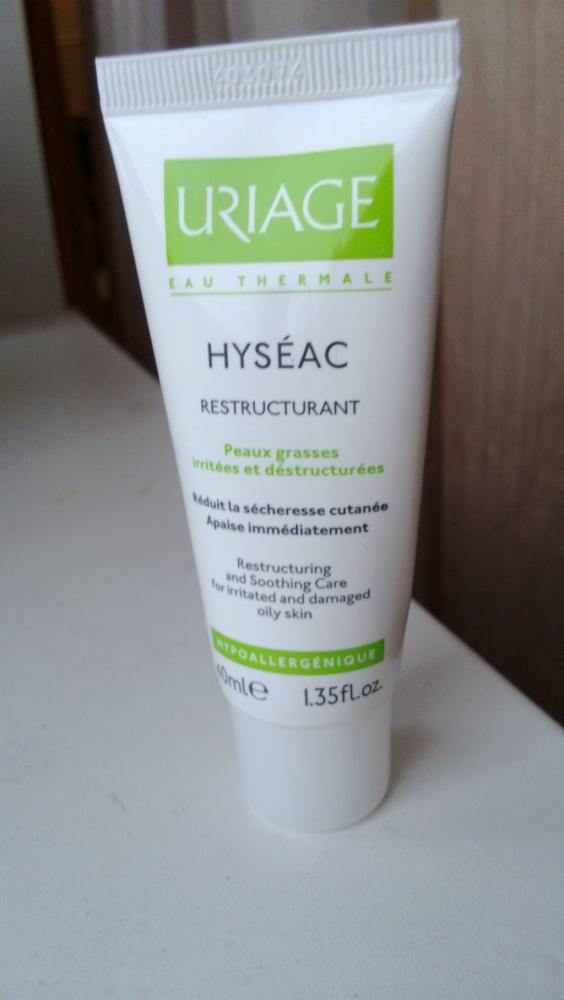 URIAGE
EAU THERMALE
HYSÉAC
RESTRUCTURANT
Peaux grasses
irritées et déstructurées
Réduit la sécheresse cutanée
Apaise immédiatement
Restructuring
and Soothing Care
for irritated and damaged
oily skin
HYPOALLERGÉNIQUE
40ml e 1.35fl.oz.